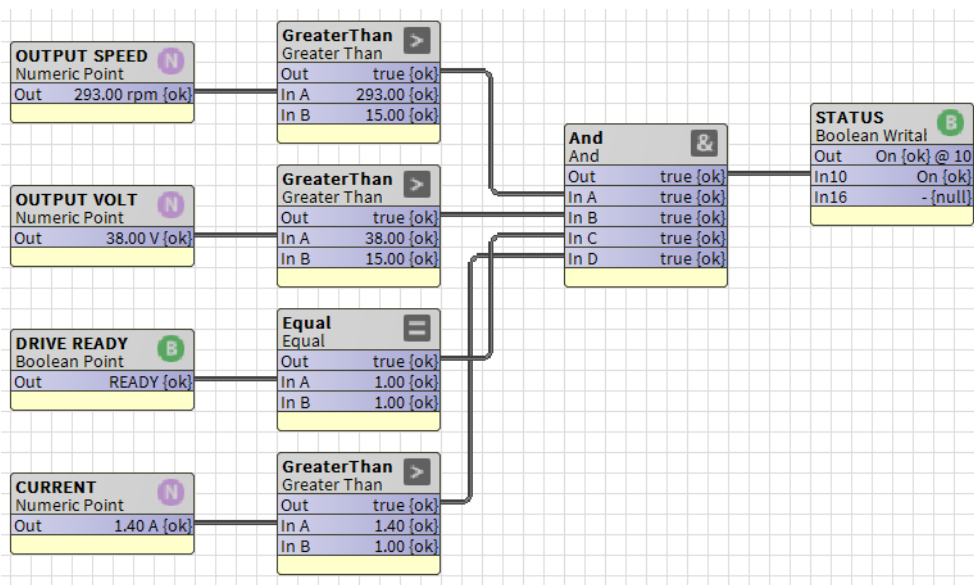 OUTPUT SPEED N
Numeric Point
Out 293.00 rpm {ok}
GreaterThan >
Greater Than
Out true {ok}
In A 293.00 {ok}
In B 15.00 {ok}
OUTPUT VOLT N
Numeric Point
Out 38.00 V {ok}
GreaterThan >
Greater Than
Out true {ok}
In A 38.00 {ok}
In B 15.00 {ok}
DRIVE READY B
Boolean Point
Out READY {ok}
Equal =
Equal
Out true {ok}
In A 1.00 {ok}
In B 1.00 {ok}
CURRENT N
Numeric Point
Out 1.40 A {ok}
GreaterThan >
Greater Than
Out true {ok}
In A 1.40 {ok}
In B 1.00 {ok}
And &
And
Out true {ok}
In A true {ok}
In B true {ok}
In C true {ok}
In D true {ok}
STATUS B
Boolean Writal
Out On {ok} @ 10
In10 On {ok}
In16 - {null}